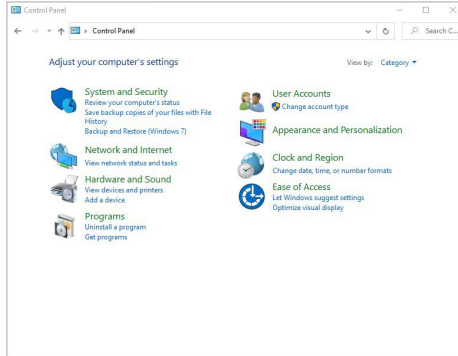 Control Panel
Control Panel
Search C...
Adjust your computer's settings
View by: Category
System and Security
Review your computer's status
Save backup copies of your files with File
History
Backup and Restore (Windows 7)
Network and Internet
View network status and tasks
Hardware and Sound
View devices and printers
Add a device
Programs
Uninstall a program
Get programs
User Accounts
Change account type
Appearance and Personalization
Clock and Region
Change date, time, or number formats
Ease of Access
Let Windows suggest settings
Optimize visual display